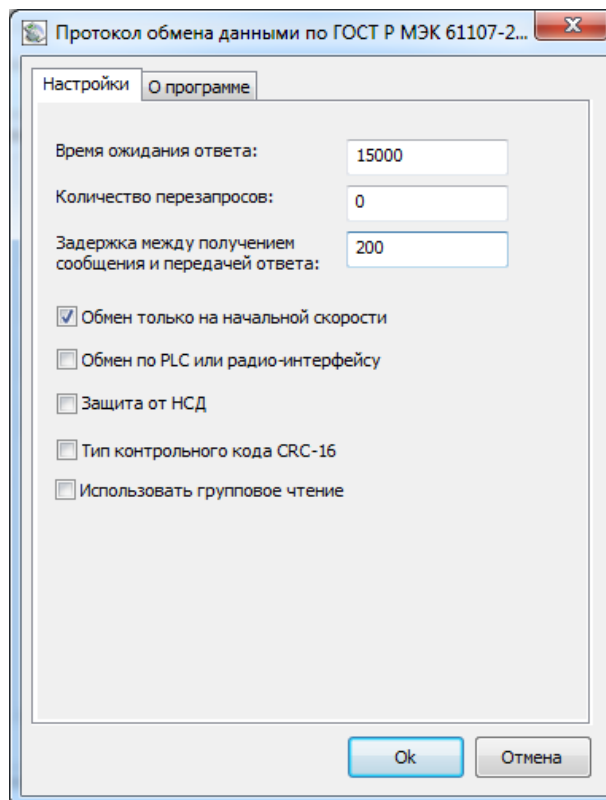 Протокол обмена данными по ГОСТ Р МЭК 61107-2...
Настройки О программе
Время ожидания ответа: 15000
Количество перезапросов: 0
Задержка между получением
сообщения и передачей ответа: 200
Обмен только на начальной скорости
Обмен по PLC или радио-интерфейсу
Защита от НСД
Тип контрольного кода CRC-16
Использовать групповое чтение
Ok Отмена